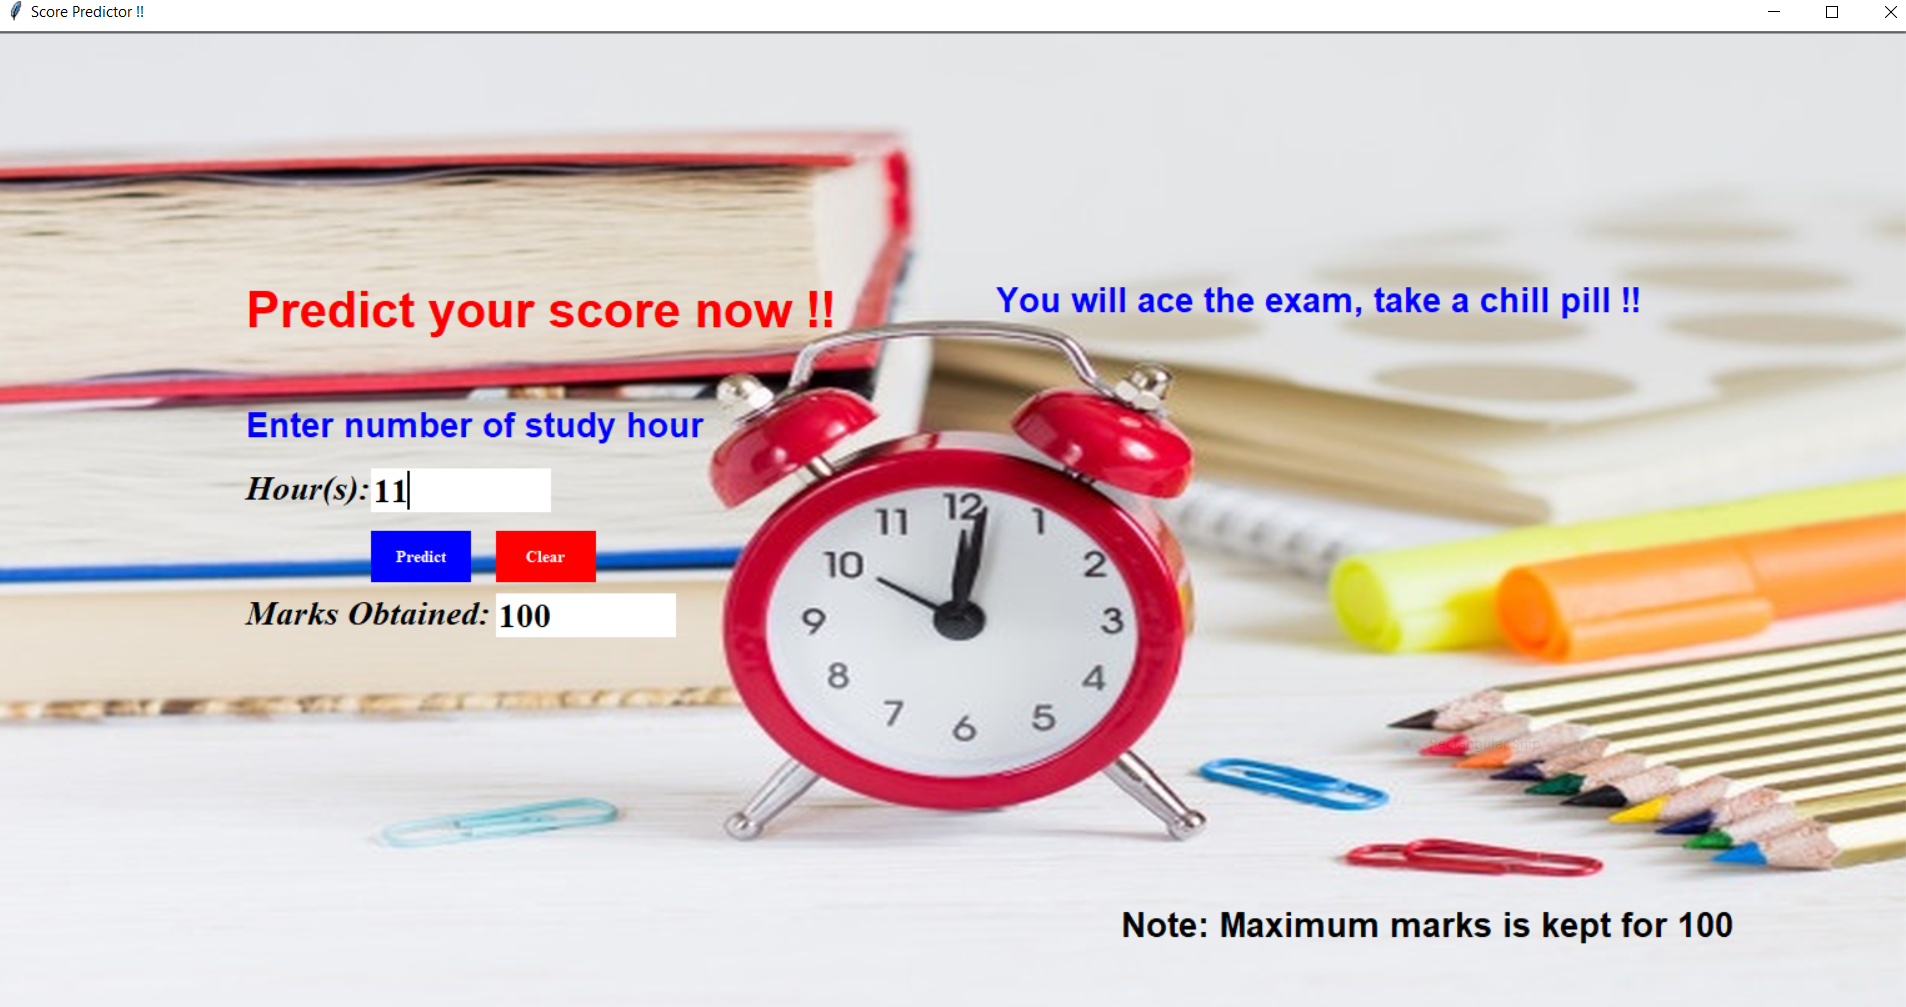 Score Predictor !!
Predict your score now !!
You will ace the exam, take a chill pill !!
Enter number of study hour
Hour(s): 11
Predict Clear
Marks Obtained: 100
12
11 1
10 2
9 3
8 4
7 5
6
Note: Maximum marks is kept for 100